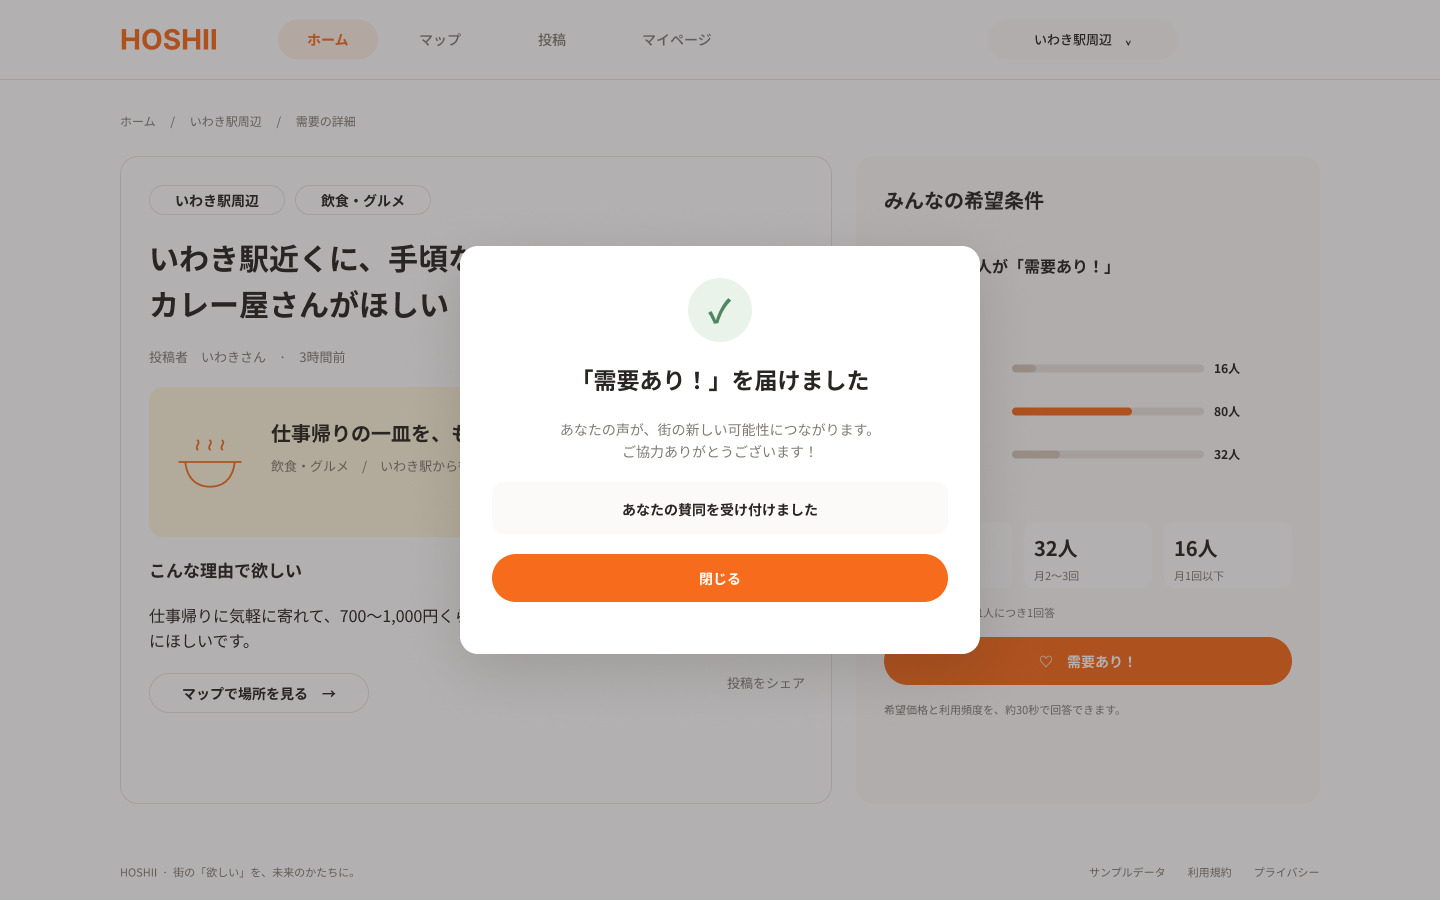 HOSHII
ホーム
マップ
投稿
マイページ
いわき駅周辺
ホーム / いわき駅周辺 / 需要の詳細
いわき駅周辺
飲食・グルメ
いわき駅近くに、手頃
カレー屋さんがほしい
投稿者 いわきさん · 3時間前
仕事帰りの一皿を、
飲食・グルメ / いわき駅から
こんな理由で欲しい
仕事帰りに気軽に寄れて、700〜1,000円く
にほしいです。
マップで場所を見る →
投稿をシェア
みんなの希望条件
人が「需要あり！」
16人
80人
32人
32人
月2〜3回
16人
月1回以下
1人につき1回答
♡ 需要あり！
希望価格と利用頻度を、約30秒で回答できます。
✓
「需要あり！」を届けました
あなたの声が、街の新しい可能性につながります。
ご協力ありがとうございます！
あなたの賛同を受け付けました
閉じる
HOSHII · 街の「欲しい」を、未来のかたちに。
サンプルデータ
利用規約
プライバシー